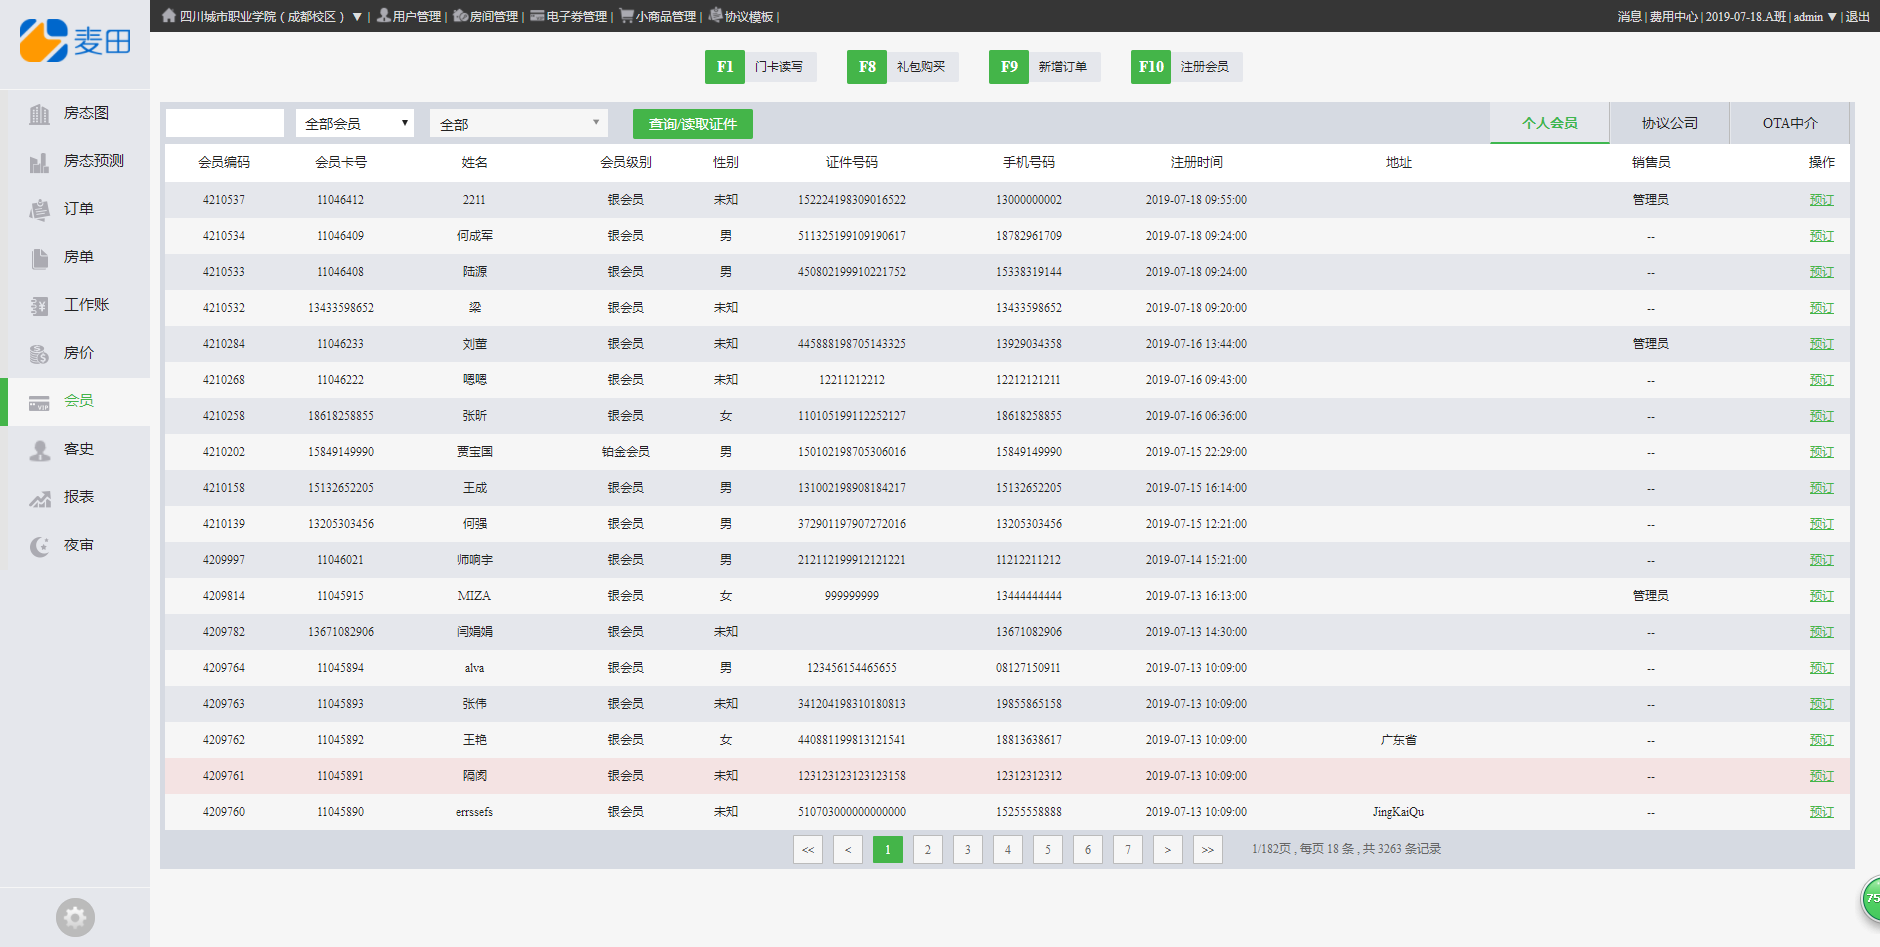 四川城市职业学院（成都校区） ▼ | 用户管理 | 房间管理 | 电子券管理 | 小商品管理 | 协议模板 |
消息 | 费用中心 | 2019-07-18.A班 | admin ▼ | 退出
麦田
F1 门卡读写 F8 礼包购买 F9 新增订单 F10 注册会员
房态图
房态预测
订单
房单
工作账
房价
会员
客史
报表
夜审
全部会员 全部 查询/读取证件 个人会员 协议公司 OTA中介
会员编码 会员卡号 姓名 会员级别 性别 证件号码 手机号码 注册时间 地址 销售员 操作
4210537 11046412 2211 银会员 未知 152224198309016522 13000000002 2019-07-18 09:55:00 管理员 预订
4210534 11046409 何成军 银会员 男 511325199109190617 18782961709 2019-07-18 09:24:00 -- 预订
4210533 11046408 陆源 银会员 男 450802199910221752 15338319144 2019-07-18 09:24:00 -- 预订
4210532 13433598652 梁 银会员 未知 13433598652 2019-07-18 09:20:00 -- 预订
4210284 11046233 刘董 银会员 未知 445888198705143325 13929034358 2019-07-16 13:44:00 管理员 预订
4210268 11046222 嗯嗯 银会员 未知 12211212212 12212121211 2019-07-16 09:43:00 -- 预订
4210258 18618258855 张昕 银会员 女 110105199112252127 18618258855 2019-07-16 06:36:00 -- 预订
4210202 15849149990 贾宝国 铂金会员 男 150102198705306016 15849149990 2019-07-15 22:29:00 -- 预订
4210158 15132652205 王成 银会员 男 131002198908184217 15132652205 2019-07-15 16:14:00 -- 预订
4210139 13205303456 何强 银会员 男 372901197907272016 13205303456 2019-07-15 12:21:00 -- 预订
4209997 11046021 师响宇 银会员 男 212112199912121221 11212211212 2019-07-14 15:21:00 -- 预订
4209814 11045915 MIZA 银会员 女 999999999 13444444444 2019-07-13 16:13:00 管理员 预订
4209782 13671082906 闫娟娟 银会员 未知 13671082906 2019-07-13 14:30:00 -- 预订
4209764 11045894 alva 银会员 男 123456154465655 08127150911 2019-07-13 10:09:00 -- 预订
4209763 11045893 张伟 银会员 未知 341204198310180813 19855865158 2019-07-13 10:09:00 -- 预订
4209762 11045892 王艳 银会员 女 440881199813121541 18813638617 2019-07-13 10:09:00 广东省 -- 预订
4209761 11045891 银会员 未知 123123123123123158 12312312312 2019-07-13 10:09:00 -- 预订
4209760 11045890 errssefs 银会员 未知 510703000000000000 15255558888 2019-07-13 10:09:00 JingKaiQu -- 预订
<< < 1 2 3 4 5 6 7 > >> 1/182页 , 每页 18 条 , 共 3263 条记录
75